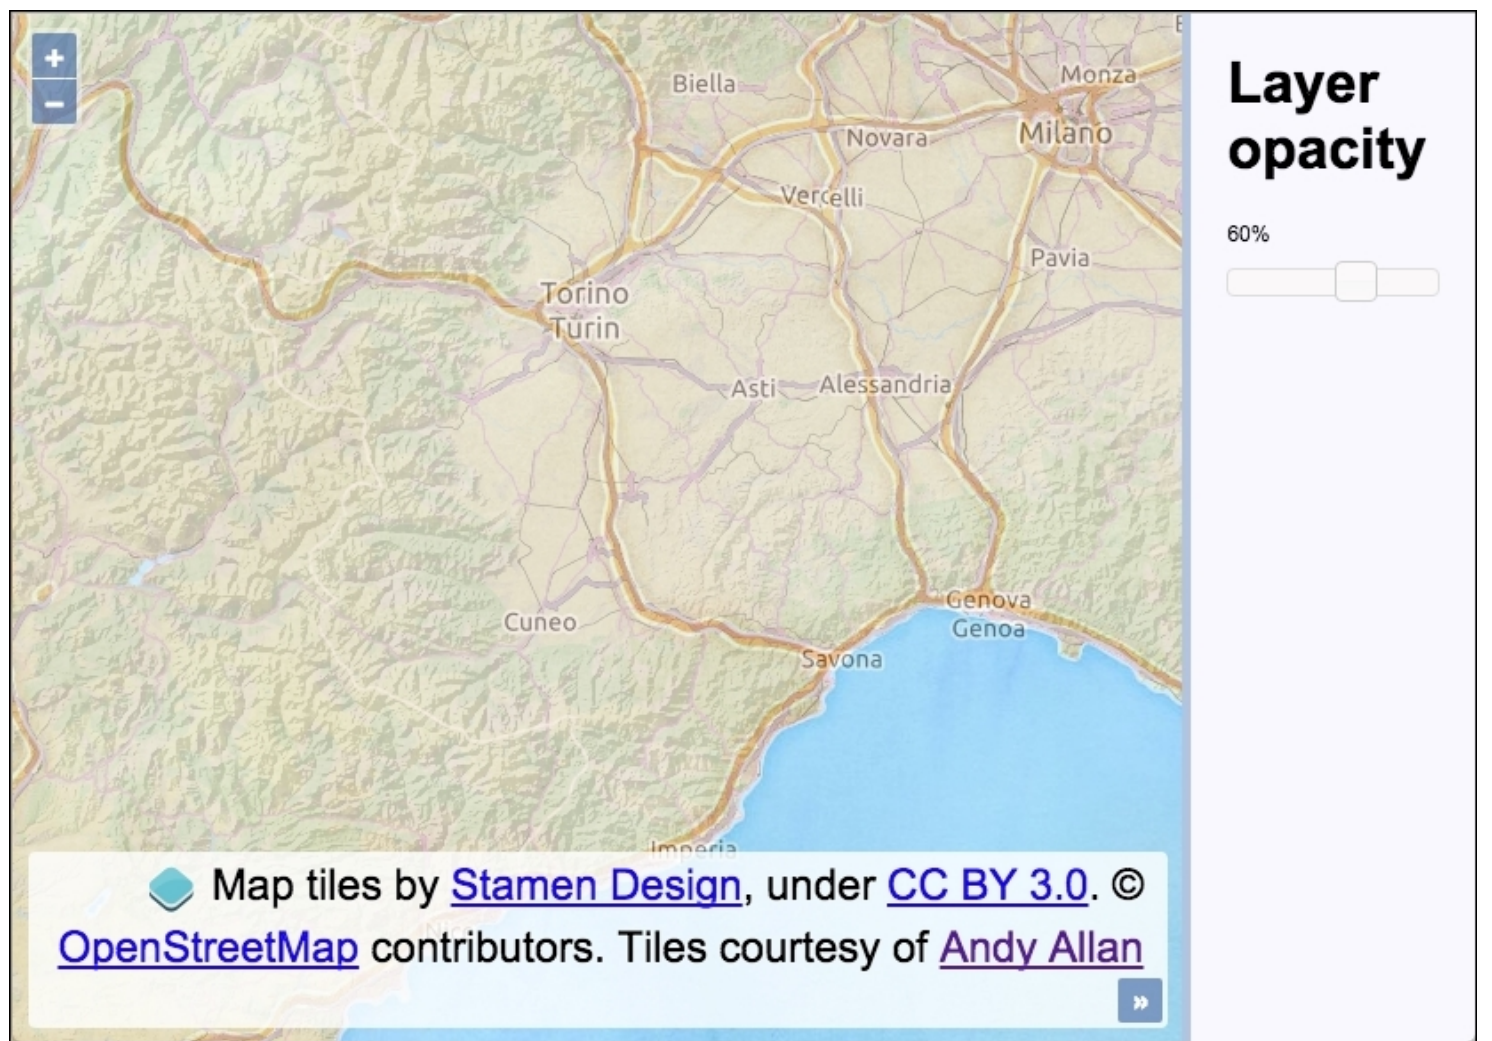 +
−
Biella
Monza
Novara
Milano
Vercelli
Pavia
Torino
Turin
Asti
Alessandria
Cuneo
Genova
Genoa
Savona
Imperia
Map tiles by Stamen Design, under CC BY 3.0. ©
OpenStreetMap contributors. Tiles courtesy of Andy Allan
»
Layer
opacity
60%